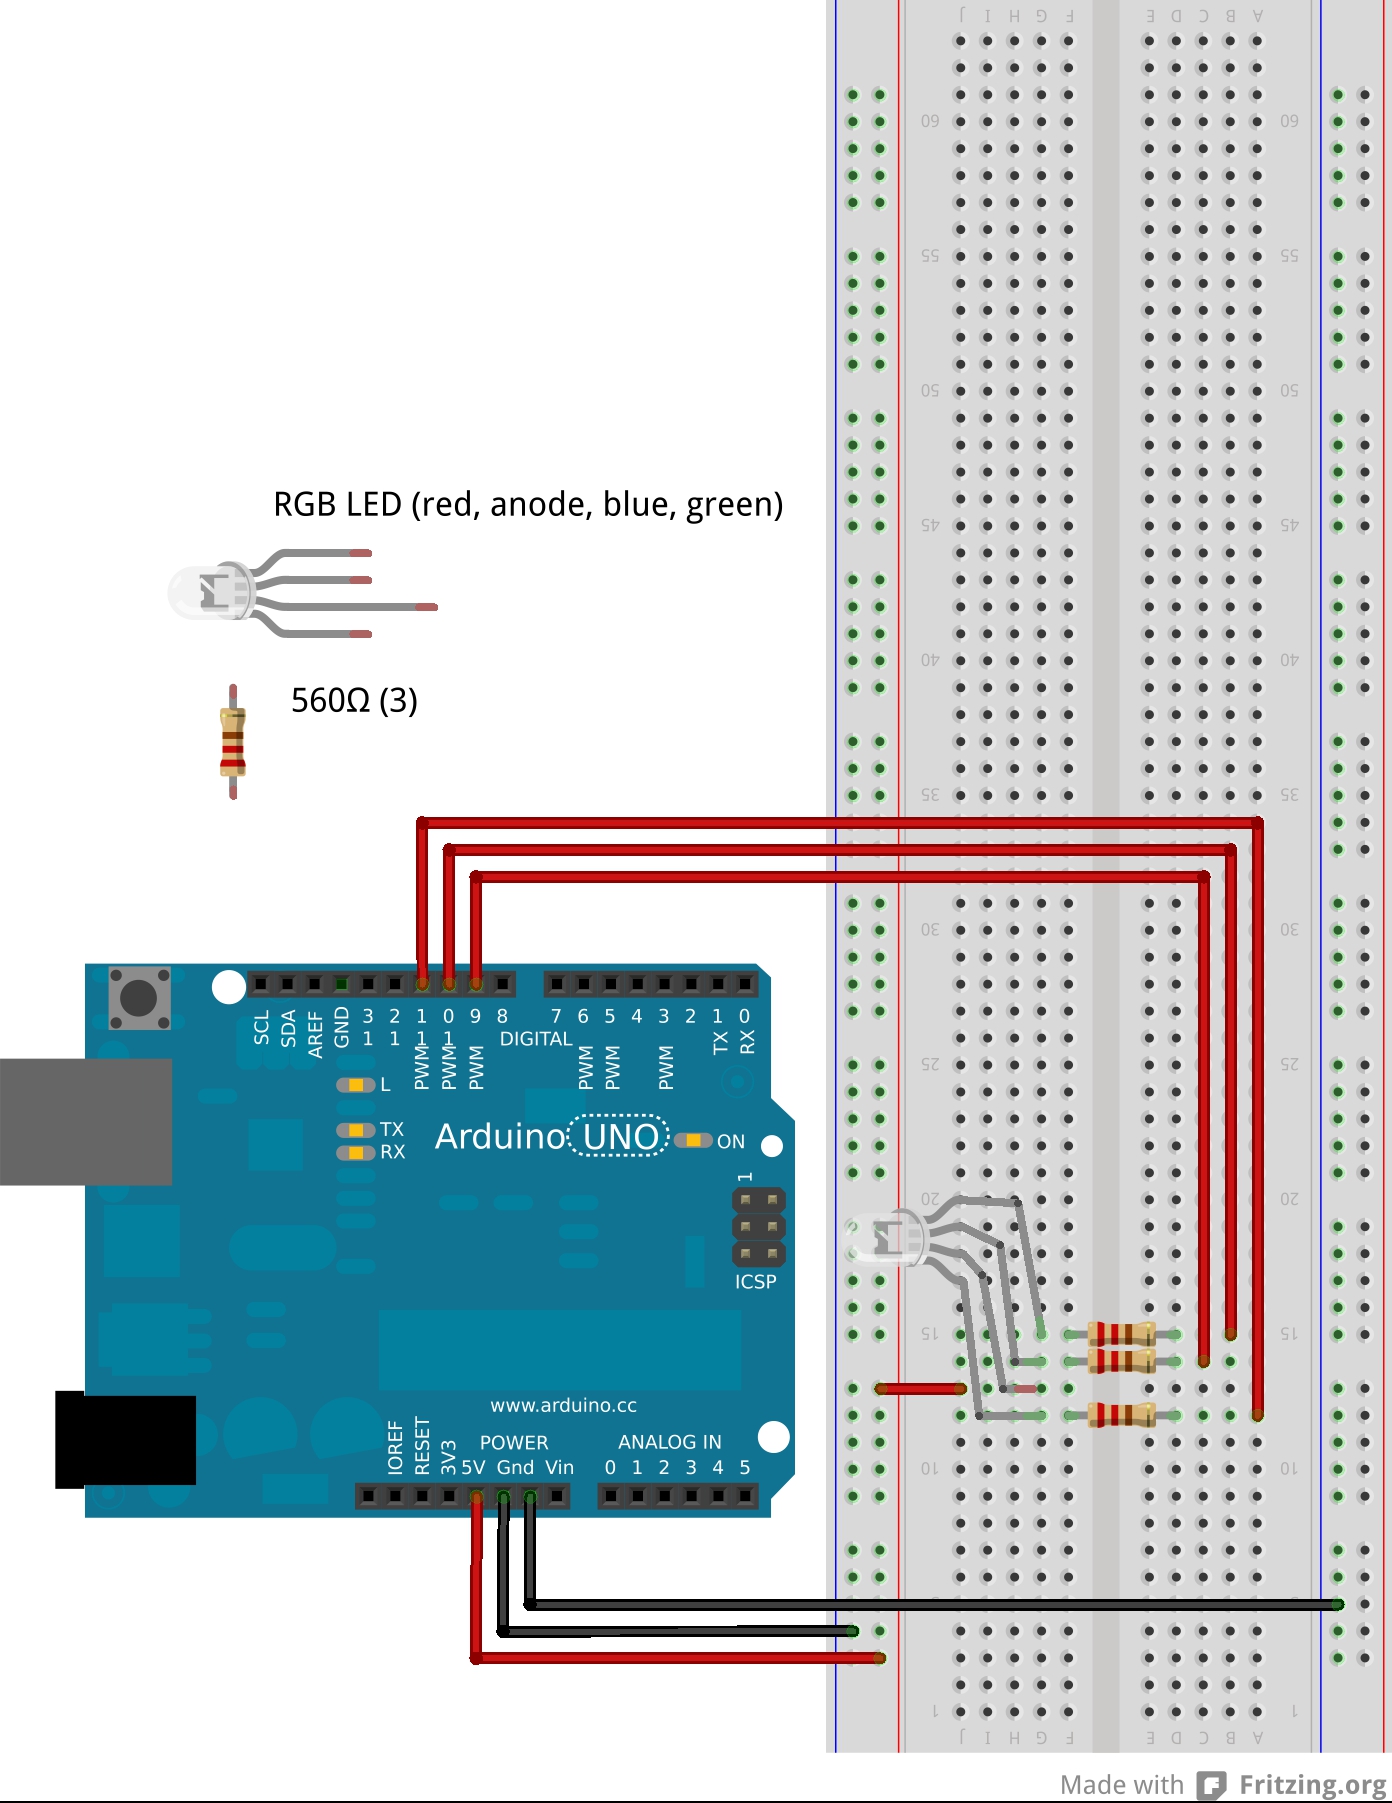 J I H G F E D C B A
60 60
55 55
50 50
RGB LED (red, anode, blue, green)
45 45
40 40
560Ω (3)
35 35
30 30
SCL SDA AREF GND 13 12 11 10 9 8 7 6 5 4 3 2 1 0
DIGITAL TX RX
PWM PWM PWM PWM PWM PWM
25 25
L
TX
RX
Arduino UNO ON
1
20 20
ICSP
15 15
www.arduino.cc
IOREF RESET 3V3
POWER ANALOG IN
5V Gnd Vin 0 1 2 3 4 5
10 10
1 1
J I H G F E D C B A
Made with Fritzing.org